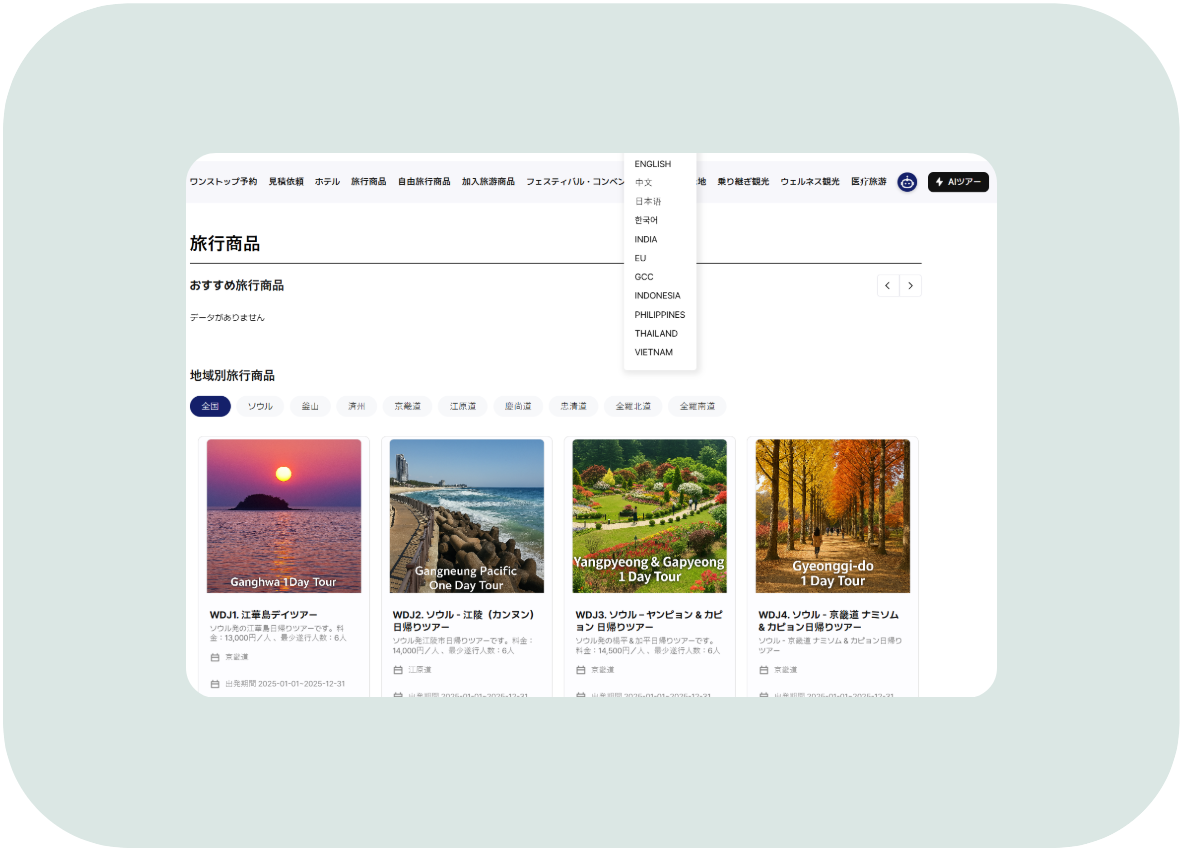 ENGLISH
ワンストップ予約 見積依頼 ホテル 旅行商品 自由旅行商品 加入旅游商品 フェスティバル・コンベン 地 乗り継ぎ観光 ウェルネス観光 医疗旅游 AIツアー
中文
日本语
한국어
INDIA
EU
GCC
INDONESIA
PHILIPPINES
THAILAND
VIETNAM
旅行商品
おすすめ旅行商品
データがありません
地域別旅行商品
全国 ソウル 釜山 済州 京畿道 江原道 慶尚道 忠清道 全羅北道 全羅南道
Ganghwa 1Day Tour
WDJ1. 江華島デイツアー
ソウル発の江華島日帰りツアーです。料
金：13,000円／人 、最少遂行人数：6人
京畿道
出発期間 2025-01-01~2025-12-31
Gangneung Pacific
One Day Tour
WDJ2. ソウル - 江陵（カンヌン）
日帰りツアー
ソウル発江陵市日帰りツアーです。料金：
14,000円／人 、最少遂行人数：6人
江原道
出発期間 2025-01-01~2025-12-31
Yangpyeong & Gapyeong
1 Day Tour
WDJ3. ソウル – ヤンピョン & カピ
ョン 日帰りツアー
ソウル発の楊平＆加平日帰りツアーです。
料金：14,500円／人 、最少遂行人数：6人
京畿道
出発期間 2025-01-01~2025-12-31
Gyeonggi-do
1 Day Tour
WDJ4. ソウル - 京畿道 ナミソム
& カピョン日帰りツアー
ソウル - 京畿道 ナミソム & カピョン日帰り
ツアー
京畿道
出発期間 2025-01-01~2025-12-31